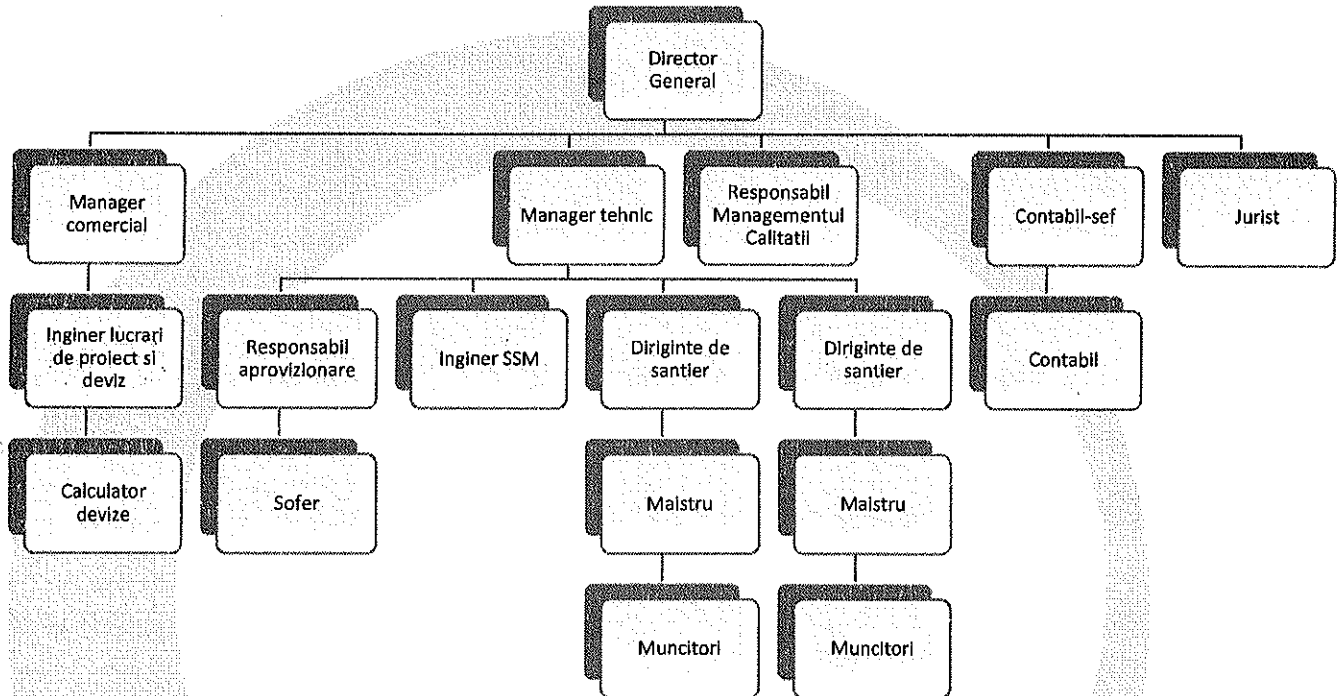 Director
General
Manager
comercial
Manager tehnic
Responsabil
Managementul
Calitatii
Contabil-sef
Jurist
Inginer lucrari
de proiect si
deviz
Responsabil
aprovizionare
Inginer SSM
Diriginte de
santier
Diriginte de
santier
Contabil
Calculator
devize
Sofer
Maistru
Maistru
Muncitori
Muncitori